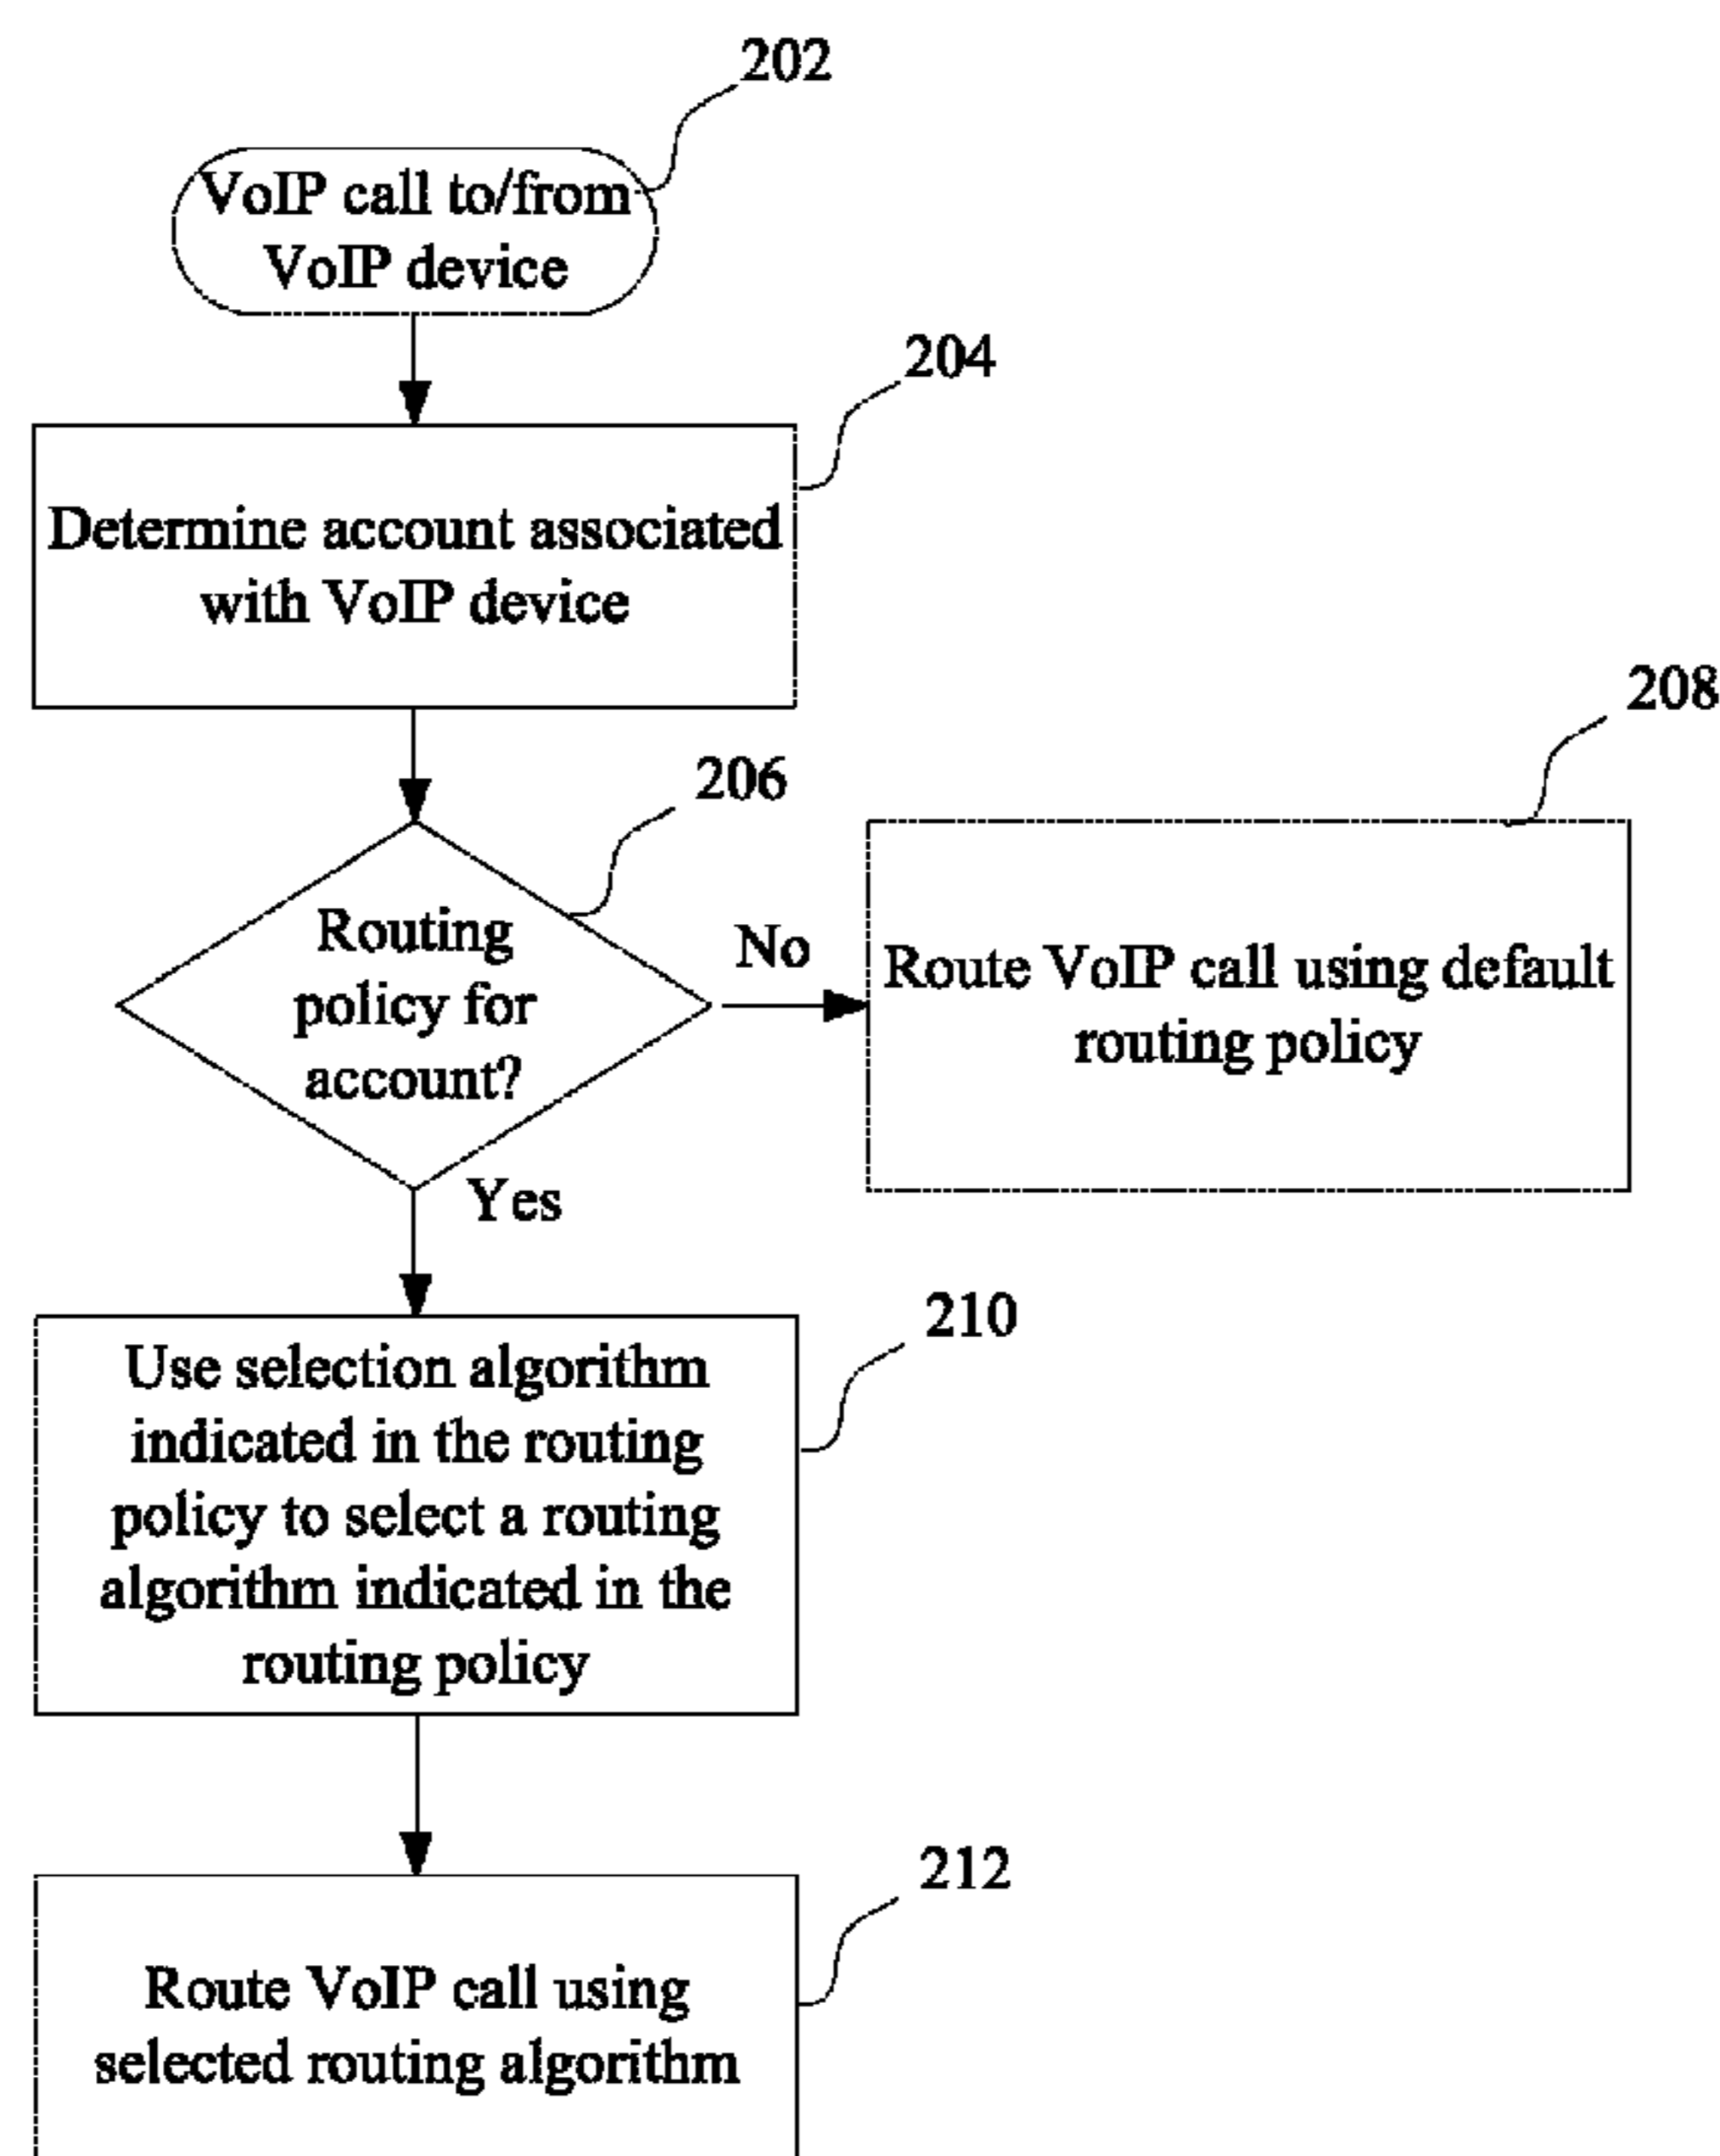 202
VoIP call to/from
VoIP device
204
Determine account associated
with VoIP device
206
208
Routing
policy for
account?
No
Route VoIP call using default
routing policy
Yes
210
Use selection algorithm
indicated in the routing
policy to select a routing
algorithm indicated in the
routing policy
212
Route VoIP call using
selected routing algorithm